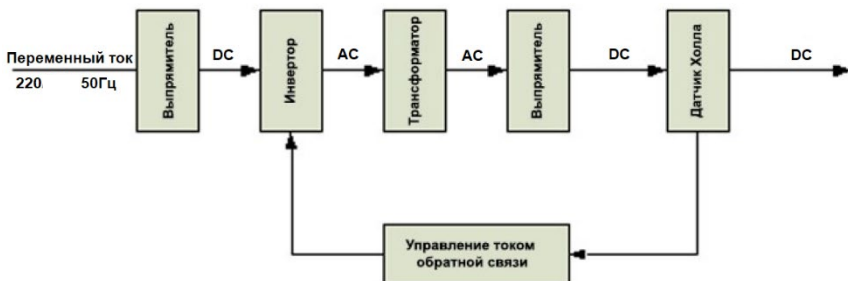 Переменный ток
220 50Гц
Выпрямитель
DC
Инвертор
AC
Трансформатор
AC
Выпрямитель
DC
Датчик Холла
DC
Управление током
обратной связи